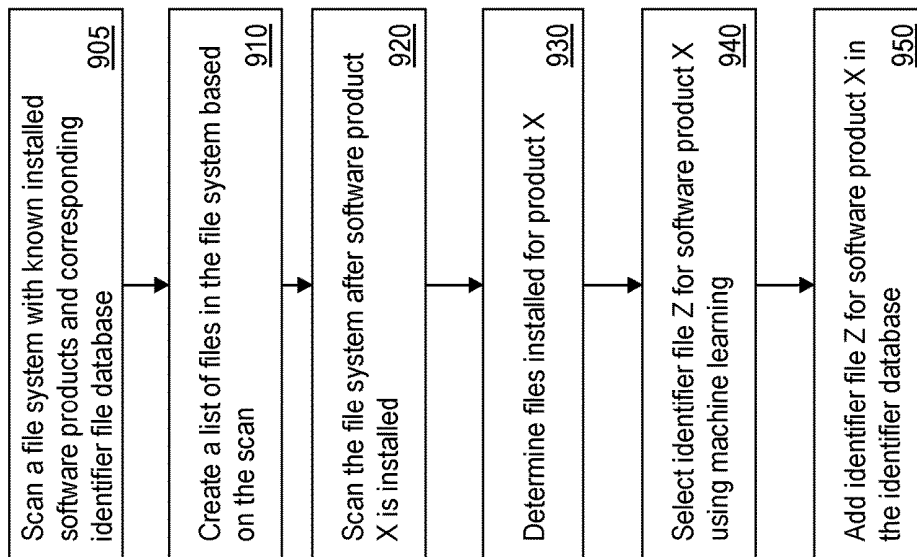 Scan a file system with known installed
software products and corresponding
identifier file database
905
Create a list of files in the file system based
on the scan
910
Scan the file system after software product
X is installed
920
Determine files installed for product X
930
Select identifier file Z for software product X
using machine learning
940
Add identifier file Z for software product X in
the identifier database
950